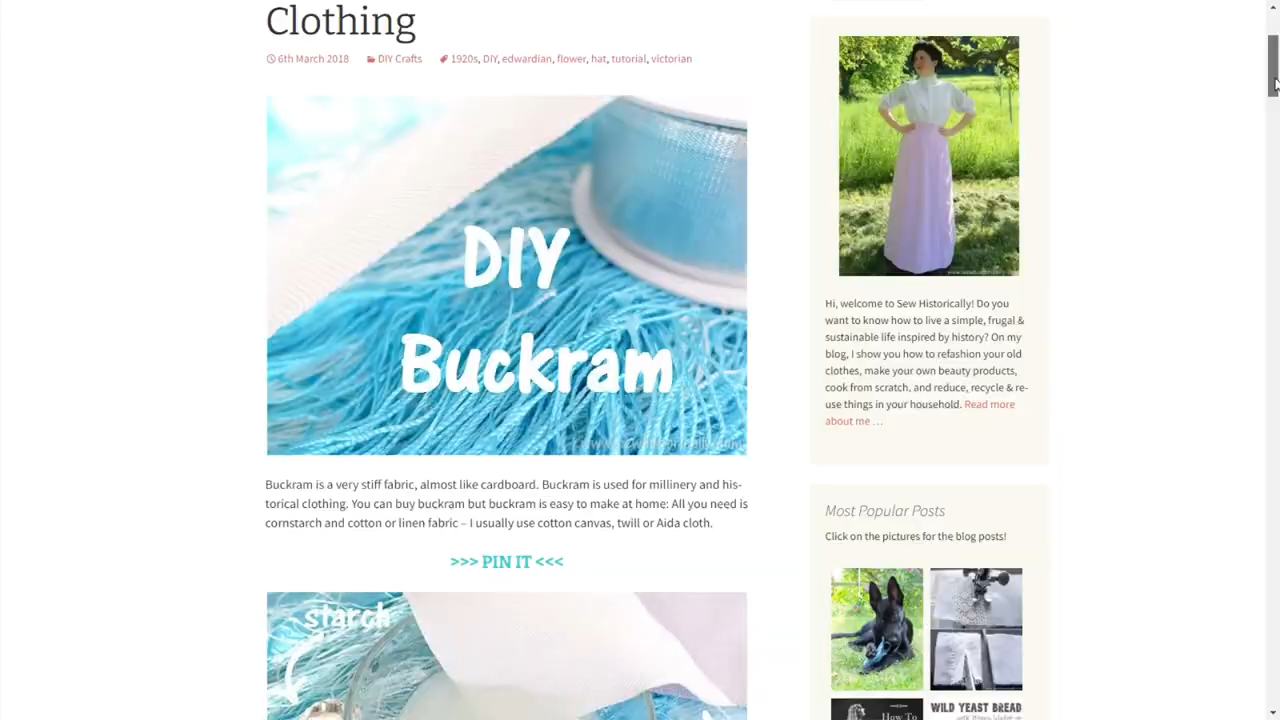 Clothing
6th March 2018 DIY Crafts 1920s, DIY, edwardian, flower, hat, tutorial, victorian
DIY
Buckram
Buckram is a very stiff fabric, almost like cardboard. Buckram is used for millinery and his-
torical clothing. You can buy buckram but buckram is easy to make at home: All you need is
cornstarch and cotton or linen fabric – I usually use cotton canvas, twill or Aida cloth.
>>> PIN IT <<<
starch
Hi, welcome to Sew Historically! Do you
want to know how to live a simple, frugal &
sustainable life inspired by history? On my
blog, I show you how to refashion your old
clothes, make your own beauty products,
cook from scratch, and reduce, recycle & re-
use things in your household. Read more
about me …
Most Popular Posts
Click on the pictures for the blog posts!
How To
WILD YEAST BREAD